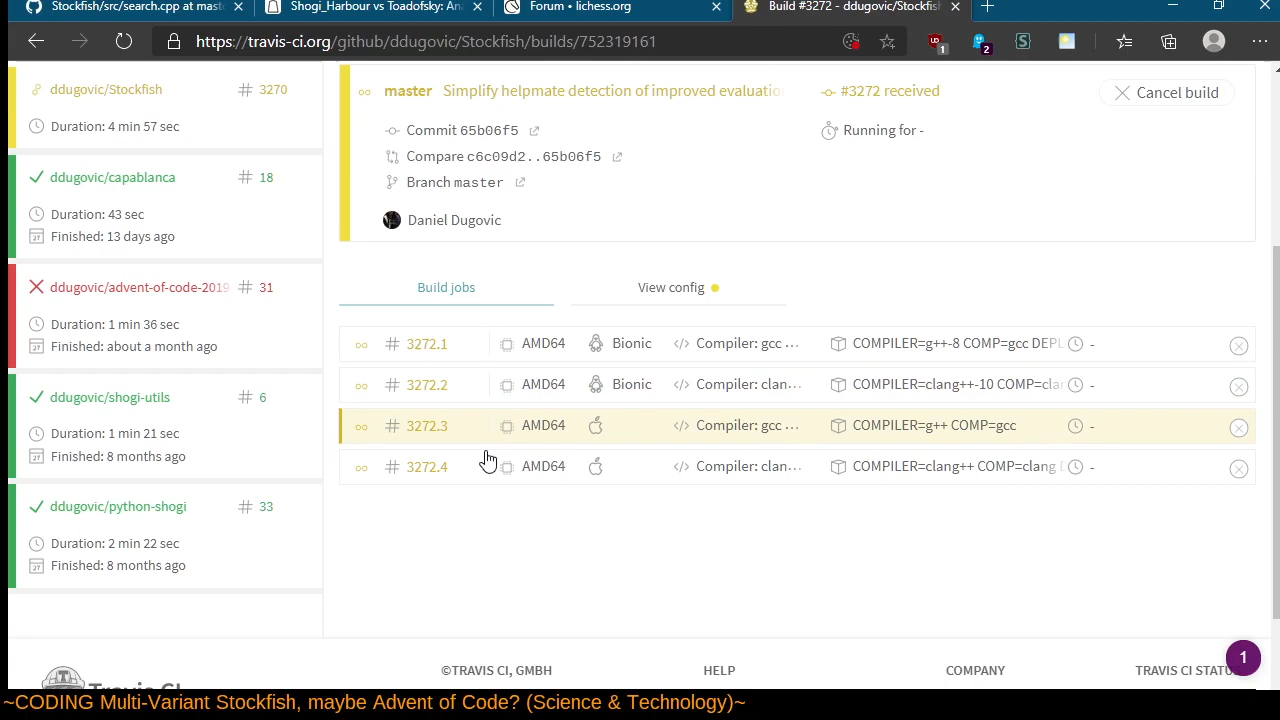 Stockfish/src/search.cpp at mast
Shogi_Harbour vs Toadofsky: Ana
Forum • lichess.org
Build #3272 - ddugovic/Stockfish
https://travis-ci.org/github/ddugovic/Stockfish/builds/752319161
1
2
ddugovic/Stockfish # 3270
Duration: 4 min 57 sec
ddugovic/capablanca # 18
Duration: 43 sec
Finished: 13 days ago
ddugovic/advent-of-code-2019 # 31
Duration: 1 min 36 sec
Finished: about a month ago
ddugovic/shogi-utils # 6
Duration: 1 min 21 sec
Finished: 8 months ago
ddugovic/python-shogi # 33
Duration: 2 min 22 sec
Finished: 8 months ago
master Simplify helpmate detection of improved evaluatio
#3272 received
Cancel build
Commit 65b06f5
Running for -
Compare c6c09d2..65b06f5
Branch master
Daniel Dugovic
Build jobs
View config
# 3272.1 AMD64 Bionic </> Compiler: gcc ... COMPILER=g++-8 COMP=gcc DEPL -
# 3272.2 AMD64 Bionic </> Compiler: clan... COMPILER=clang++-10 COMP=cla -
# 3272.3 AMD64 </> Compiler: gcc ... COMPILER=g++ COMP=gcc -
# 3272.4 AMD64 </> Compiler: clan... COMPILER=clang++ COMP=clang D -
©TRAVIS CI, GMBH
HELP
COMPANY
TRAVIS CI STATUS
1
Travis CI
~CODING Multi-Variant Stockfish, maybe Advent of Code? (Science & Technology)~